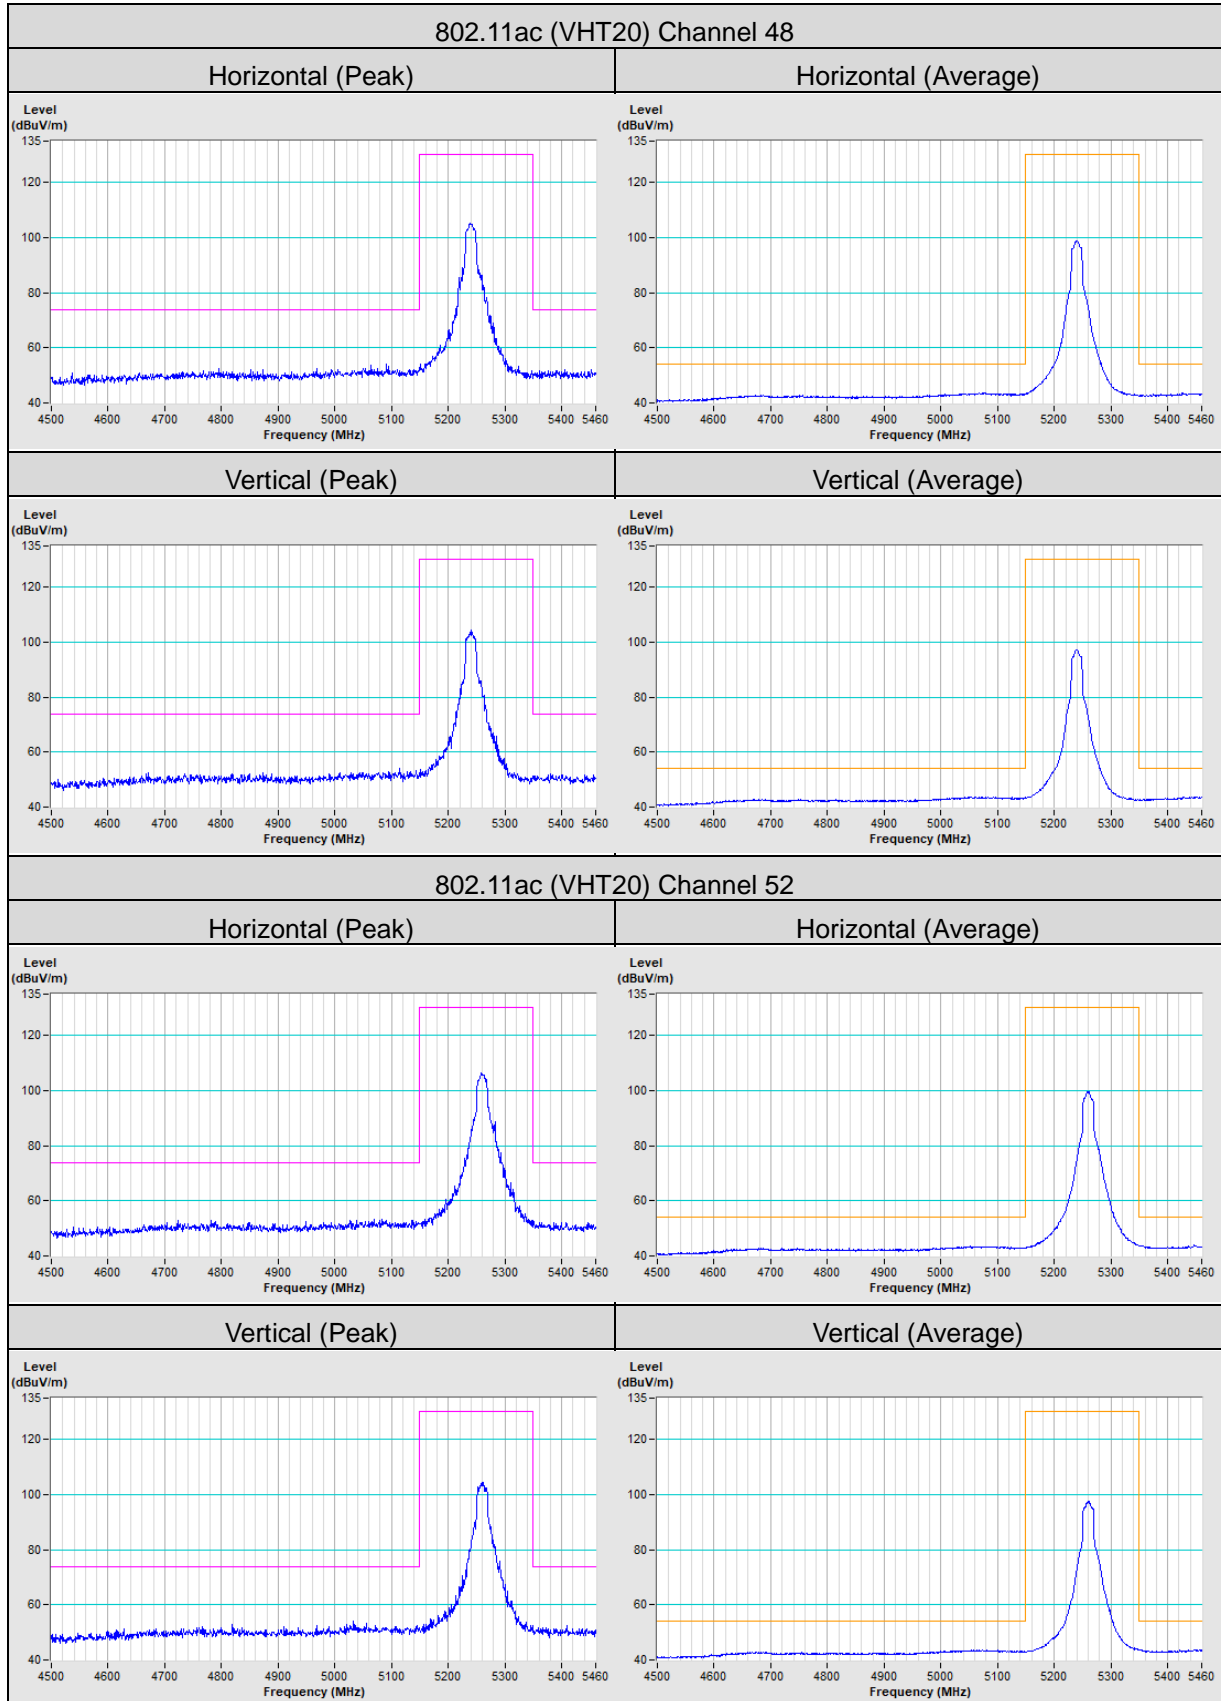 802.11ac (VHT20) Channel 48
Horizontal (Peak)
Horizontal (Average)
Level
(dBuV/m)
135
120
100
80
60
40
4500 4600 4700 4800 4900 5000 5100 5200 5300 5400 5460
Frequency (MHz)
Level
(dBuV/m)
135
120
100
80
60
40
4500 4600 4700 4800 4900 5000 5100 5200 5300 5400 5460
Frequency (MHz)
Vertical (Peak)
Vertical (Average)
Level
(dBuV/m)
135
120
100
80
60
40
4500 4600 4700 4800 4900 5000 5100 5200 5300 5400 5460
Frequency (MHz)
Level
(dBuV/m)
135
120
100
80
60
40
4500 4600 4700 4800 4900 5000 5100 5200 5300 5400 5460
Frequency (MHz)
802.11ac (VHT20) Channel 52
Horizontal (Peak)
Horizontal (Average)
Level
(dBuV/m)
135
120
100
80
60
40
4500 4600 4700 4800 4900 5000 5100 5200 5300 5400 5460
Frequency (MHz)
Level
(dBuV/m)
135
120
100
80
60
40
4500 4600 4700 4800 4900 5000 5100 5200 5300 5400 5460
Frequency (MHz)
Vertical (Peak)
Vertical (Average)
Level
(dBuV/m)
135
120
100
80
60
40
4500 4600 4700 4800 4900 5000 5100 5200 5300 5400 5460
Frequency (MHz)
Level
(dBuV/m)
135
120
100
80
60
40
4500 4600 4700 4800 4900 5000 5100 5200 5300 5400 5460
Frequency (MHz)